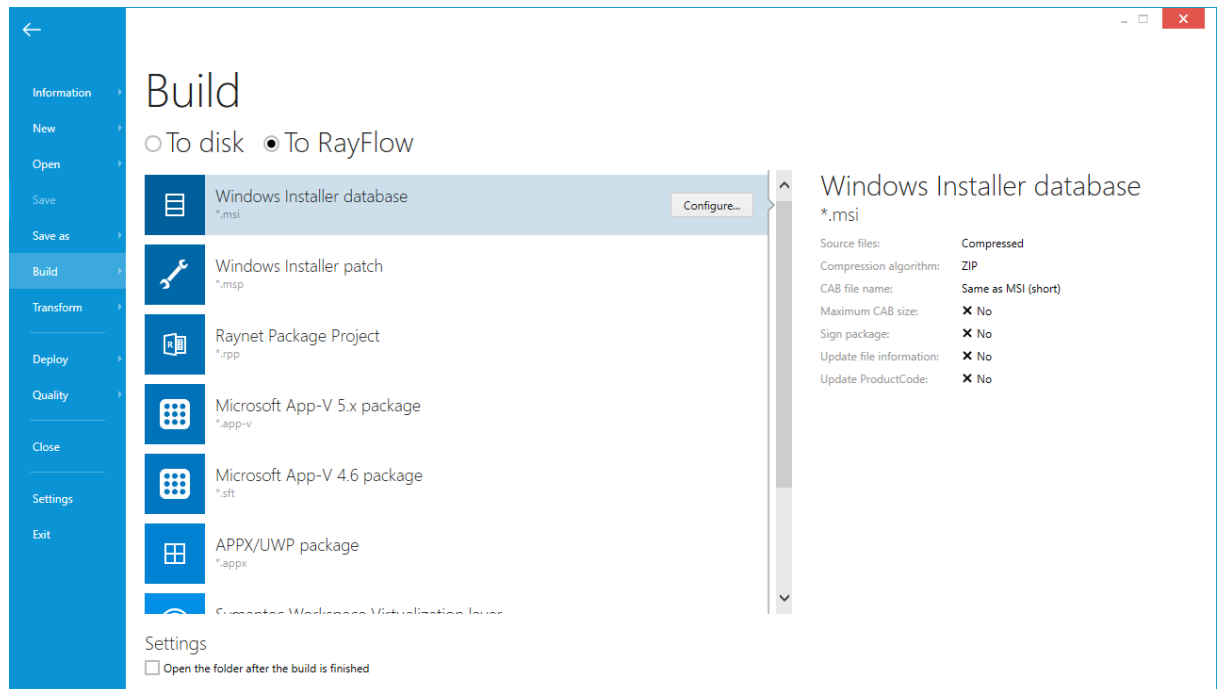 Information
New
Open
Save
Save as
Build
Transform
Deploy
Quality
Close
Settings
Exit
Build
To disk
To RayFlow
Windows Installer database
*.msi
Configure...
Windows Installer patch
*.msp
Raynet Package Project
*.rpp
Microsoft App-V 5.x package
*.app-v
Microsoft App-V 4.6 package
*.sft
APPX/UWP package
*.appx
Symantec Workspace Virtualization layer
Settings
Open the folder after the build is finished
Windows Installer database
*.msi
Source files: Compressed
Compression algorithm: ZIP
CAB file name: Same as MSI (short)
Maximum CAB size: No
Sign package: No
Update file information: No
Update ProductCode: No